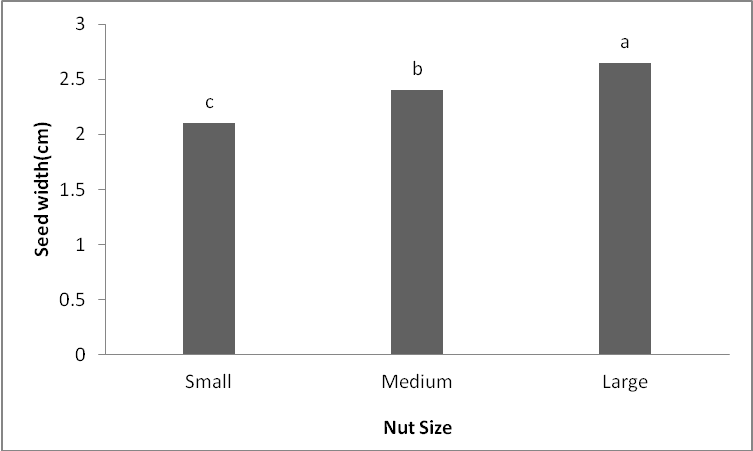 3
2.5
2
1.5
1
0.5
0
Seed width(cm)
c
b
a
Small Medium Large
Nut Size